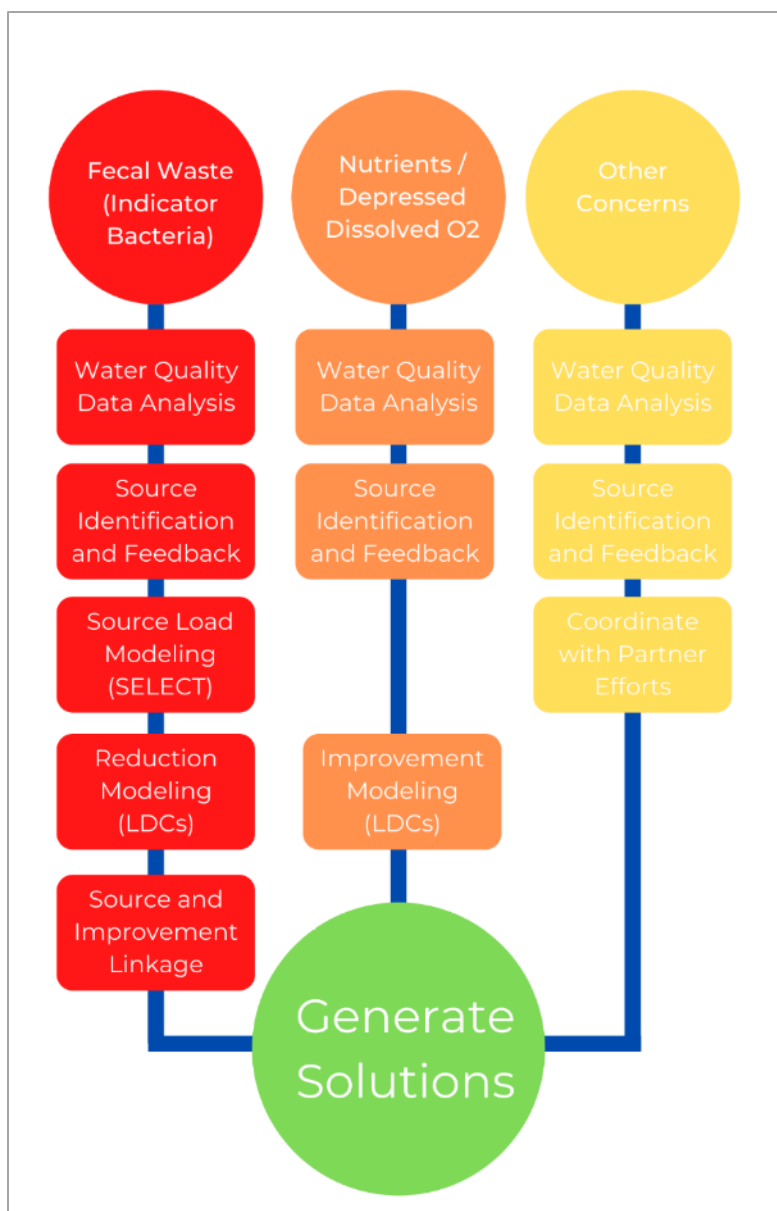 Fecal Waste
(Indicator
Bacteria)
Nutrients /
Depressed
Dissolved O2
Other
Concerns
Water Quality
Data Analysis
Water Quality
Data Analysis
Water Quality
Data Analysis
Source
Identification
and Feedback
Source
Identification
and Feedback
Source
Identification
and Feedback
Source Load
Modeling
(SELECT)
Coordinate
with Partner
Efforts
Reduction
Modeling
(LDCs)
Improvement
Modeling
(LDCs)
Source and
Improvement
Linkage
Generate
Solutions